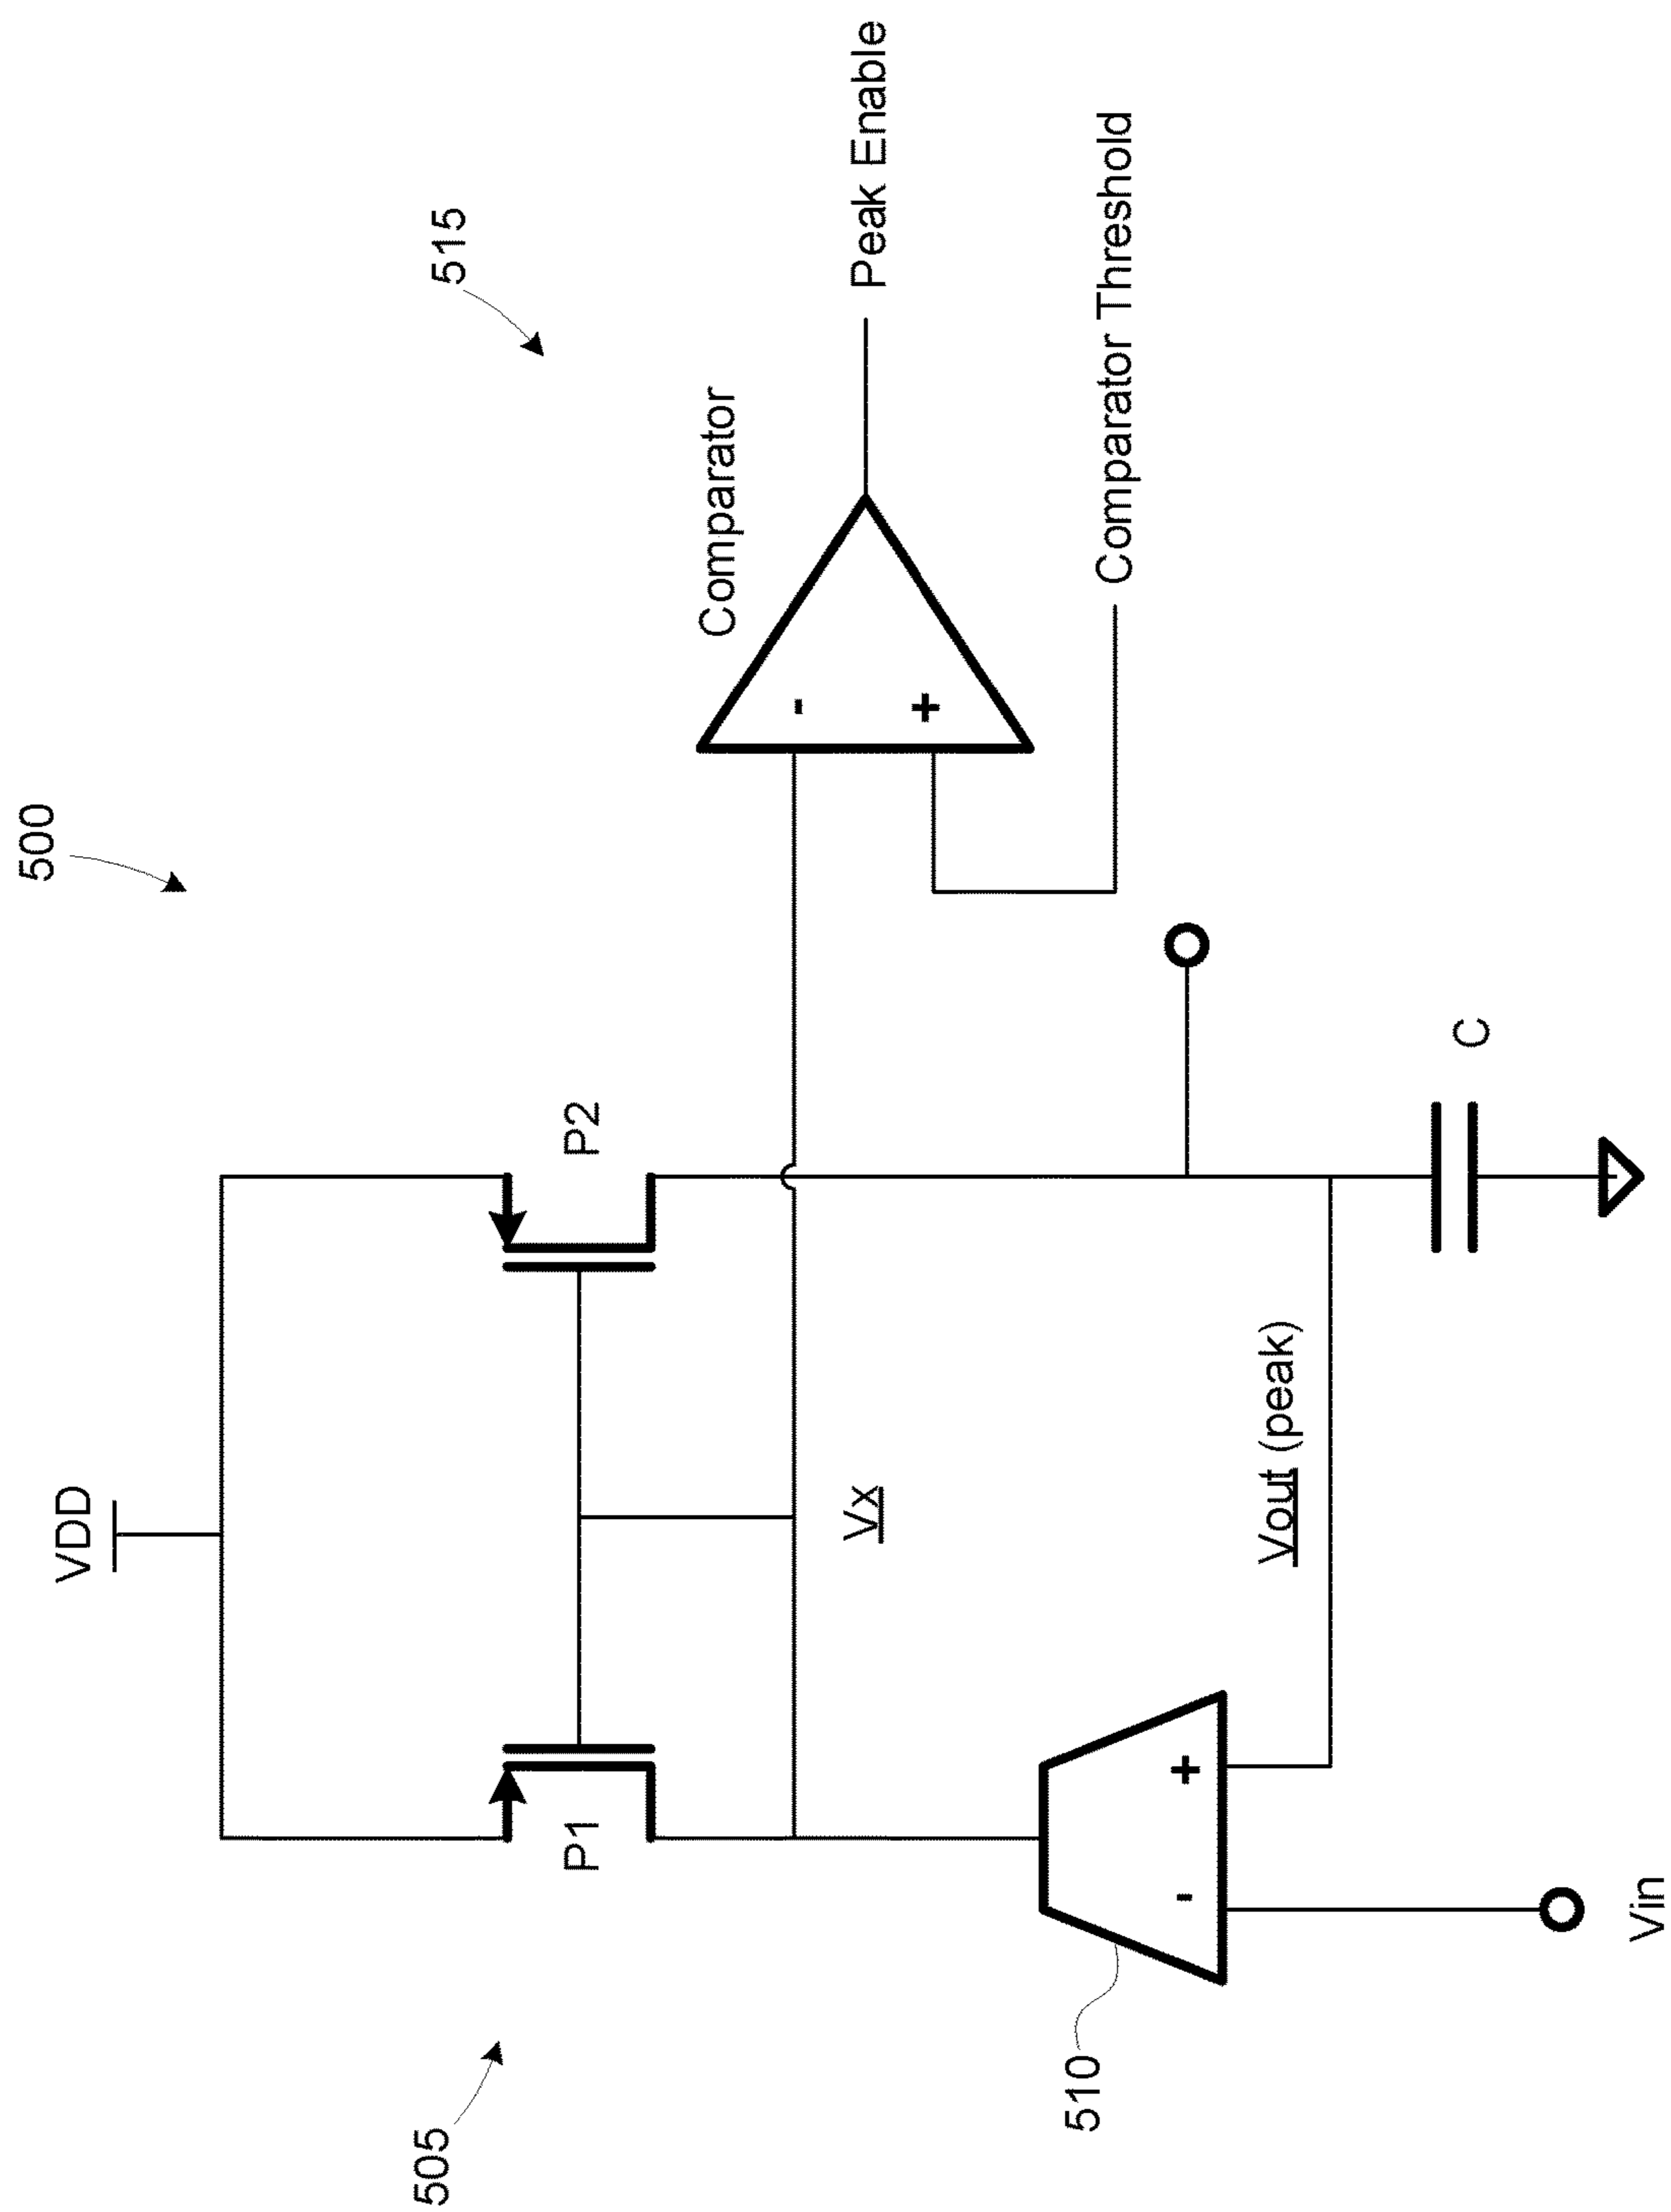 500
515
VDD
P1
P2
Comparator
-
+
Peak Enable
Comparator Threshold
Vx
505
510
-
+
Vout (peak)
C
Vin